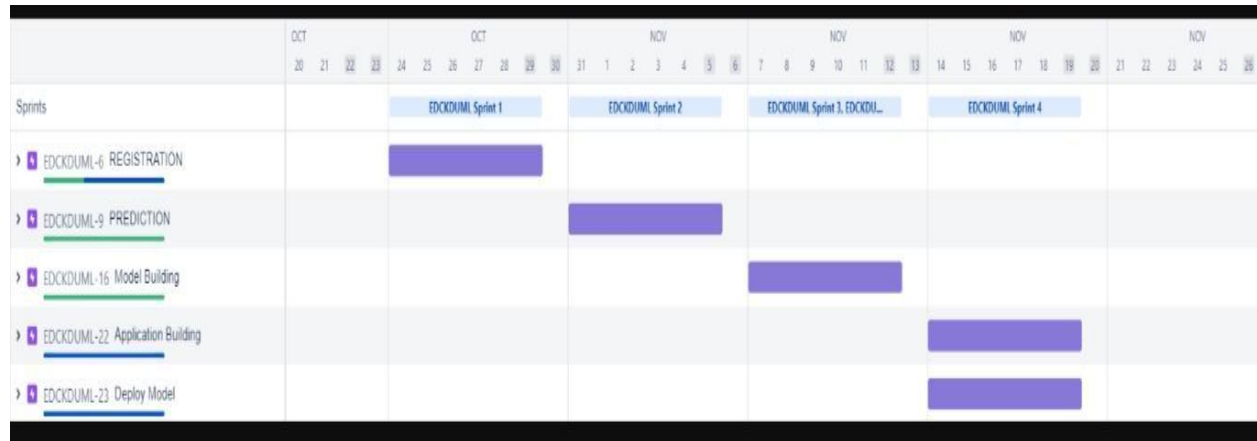 OCT OCT NOV NOV NOV NOV
20 21 22 23 24 25 26 27 28 29 30 31 1 2 3 4 5 6 7 8 9 10 11 12 13 14 15 16 17 18 19 20 21 22 23 24 25 26
Sprints EDCKDUML Sprint 1 EDCKDUML Sprint 2 EDCKDUML Sprint 3, EDCKDU... EDCKDUML Sprint 4
EDCKDUML-6 REGISTRATION
EDCKDUML-9 PREDICTION
EDCKDUML-16 Model Building
EDCKDUML-22 Application Building
EDCKDUML-23 Deploy Model